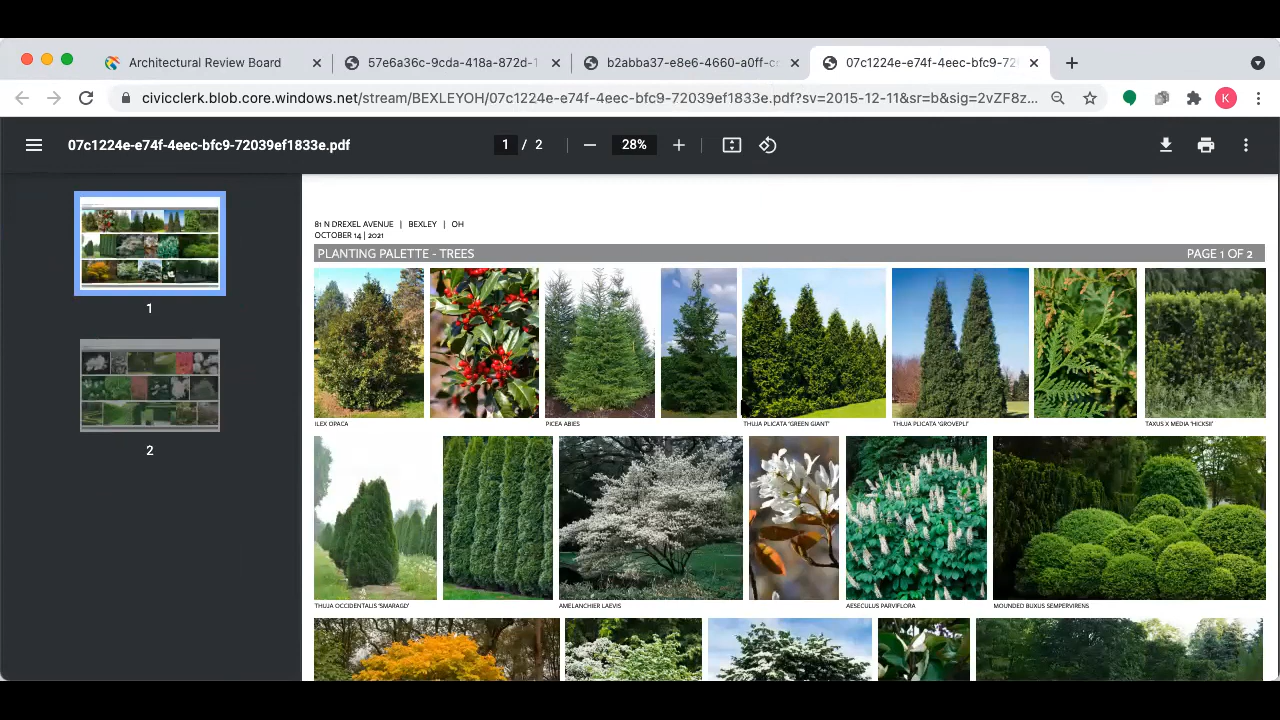 Architectural Review Board
57e6a36c-9cda-418a-872d-1
b2abba37-e8e6-4660-a0ff-cc
07c1224e-e74f-4eec-bfc9-72
civicclerk.blob.core.windows.net/stream/BEXLEYOH/07c1224e-e74f-4eec-bfc9-72039ef1833e.pdf?sv=2015-12-11&sr=b&sig=2vZF8z...
K
07c1224e-e74f-4eec-bfc9-72039ef1833e.pdf
1 / 2
28%
1
2
81 N DREXEL AVENUE | BEXLEY | OH
OCTOBER 14 | 2021
PLANTING PALETTE - TREES
PAGE 1 OF 2
ILEX OPACA
PICEA ABIES
THUJA PLICATA 'GREEN GIANT'
THUJA PLICATA 'GROVEPLI'
TAXUS X MEDIA 'HICKSII'
THUJA OCCIDENTALIS 'SMARAGD'
AMELANCHIER LAEVIS
AESECULUS PARVIFLORA
MOUNDED BUXUS SEMPERVIRENS